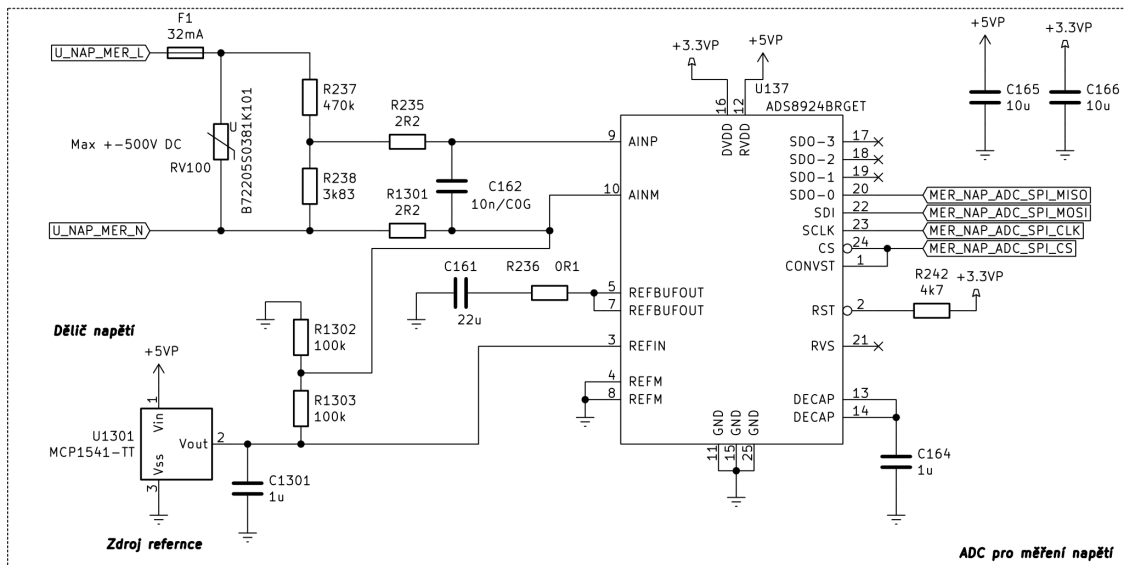 F1
32mA
U_NAP_MER_L
R237
470k
R235
2R2
U
B72205S0381K101
Max +-500V DC
RV100
R238
3k83
R1301
2R2
C162
10n/C0G
U_NAP_MER_N
C161
22u
R236
0R1
Dělič napětí
R1302
100k
R1303
100k
+5VP
U1301
MCP1541-TT
Vin
Vout
Vss
1
2
3
C1301
1u
Zdroj refernce
+3.3VP
+5VP
U137
ADS8924BRGET
16
12
DVDD
RVDD
9
AINP
10
AINM
5
REFBUFOUT
7
REFBUFOUT
3
REFIN
4
REFM
8
REFM
GND
GND
GND
11
15
25
SDO-3
17
SDO-2
18
SDO-1
19
SDO-0
20
MER_NAP_ADC_SPI_MISO
SDI
22
MER_NAP_ADC_SPI_MOSI
SCLK
23
MER_NAP_ADC_SPI_CLK
CS
24
MER_NAP_ADC_SPI_CS
CONVST
1
RST
2
R242
4k7
+3.3VP
RVS
21
DECAP
13
DECAP
14
C164
1u
+5VP
C165
10u
+3.3VP
C166
10u
ADC pro měření napětí